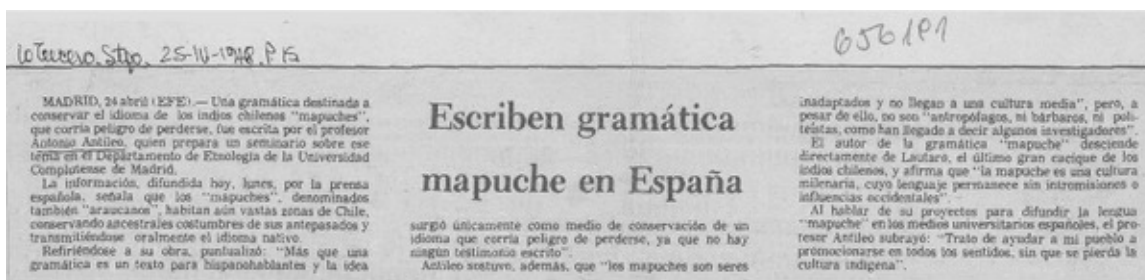 La Tercera, Stgo, 25-IV-1978, P 15
656181
MADRID, 24 abril (EFE).— Una gramática destinada a
conservar el idioma de los indios chilenos "mapuches",
que corría peligro de perderse, fue escrita por el profesor
Antonio Antileo, quien prepara un seminario sobre ese
tema en el Departamento de Etnología de la Universidad
Complutense de Madrid.
La información, difundida hoy, lunes, por la prensa
española, señala que los "mapuches", denominados
también "araucanos", habitan aún vastas zonas de Chile,
conservando ancestrales costumbres de sus antepasados y
transmitiéndose oralmente el idioma nativo.
Refiriéndose a su obra, puntualizó: "Más que una
gramática es un texto para hispanohablantes y la idea
Escriben gramática
mapuche en España
surgió únicamente como medio de conservación de un
idioma que corría peligro de perderse, ya que no hay
ningún testimonio escrito".
Antileo sostuvo, además, que "los mapuches son seres
inadaptados y no llegan a una cultura media", pero, a
pesar de ello, no son "antropófagos, ni bárbaros, ni poli-
teístas, como han llegado a decir algunos investigadores".
El autor de la gramática "mapuche" desciende
directamente de Lautaro, el último gran cacique de los
indios chilenos, y afirma que "la mapuche es una cultura
milenaria, cuyo lenguaje permanece sin intromisiones o
influencias occidentales".
Al hablar de su proyectos para difundir la lengua
"mapuche" en los medios universitarios españoles, el pro-
fesor Antileo subrayó: "Trato de ayudar a mi pueblo a
promocionarse en todos los sentidos, sin que se pierda la
cultura indígena".